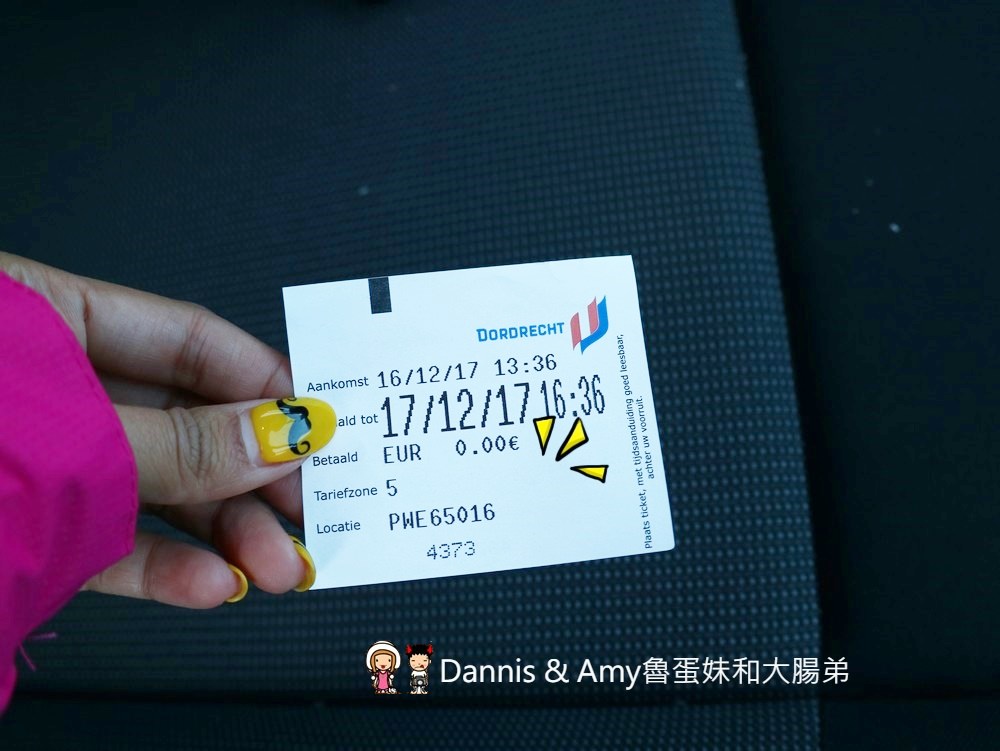 DORDRECHT
Aankomst 16/12/17 13:36
ald tot 17/12/17 16:36
Betaald EUR 0.00€
Tariefzone 5
Locatie PWE65016
4373
Plaats ticket, met tijdsaanduiding goed leesbaar,
achter uw voorruit.
Dannis & Amy魯蛋妹和大腸弟